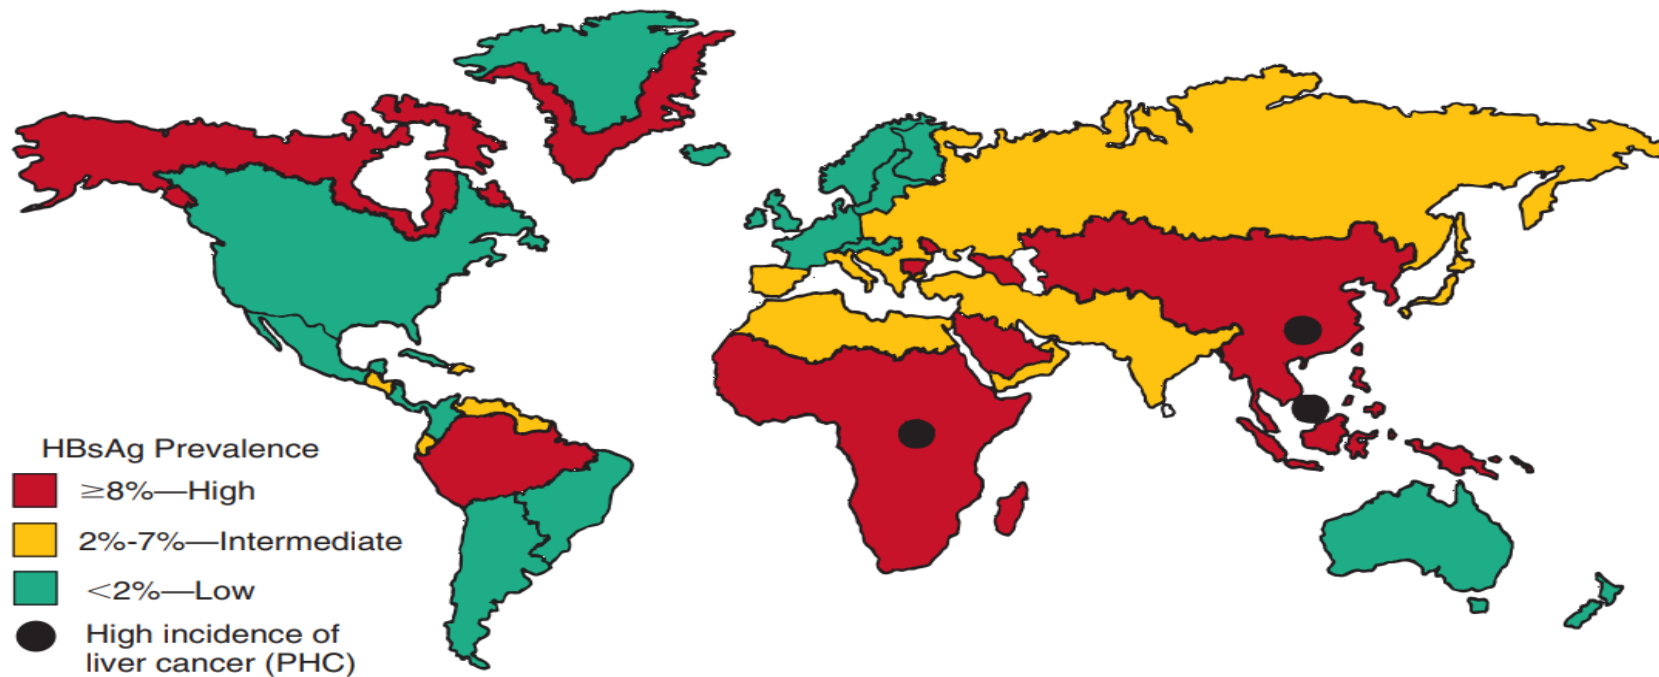 HBsAg Prevalence
≥8%—High
2%-7%—Intermediate
<2%—Low
High incidence of
liver cancer (PHC)